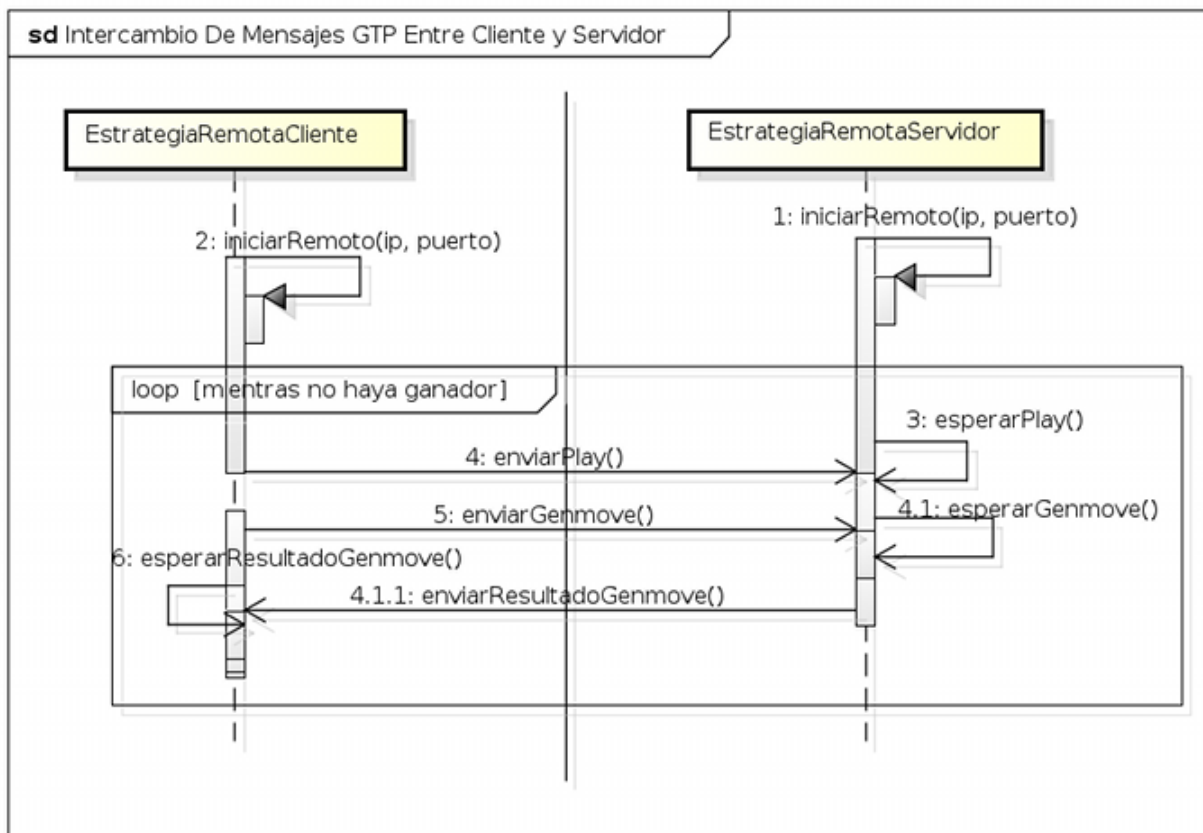 sd Intercambio De Mensajes GTP Entre Cliente y Servidor
EstrategiaRemotaCliente
EstrategiaRemotaServidor
1: iniciarRemoto(ip, puerto)
2: iniciarRemoto(ip, puerto)
loop [mientras no haya ganador]
3: esperarPlay()
4: enviarPlay()
4.1: esperarGenmove()
5: enviarGenmove()
6: esperarResultadoGenmove()
4.1.1: enviarResultadoGenmove()